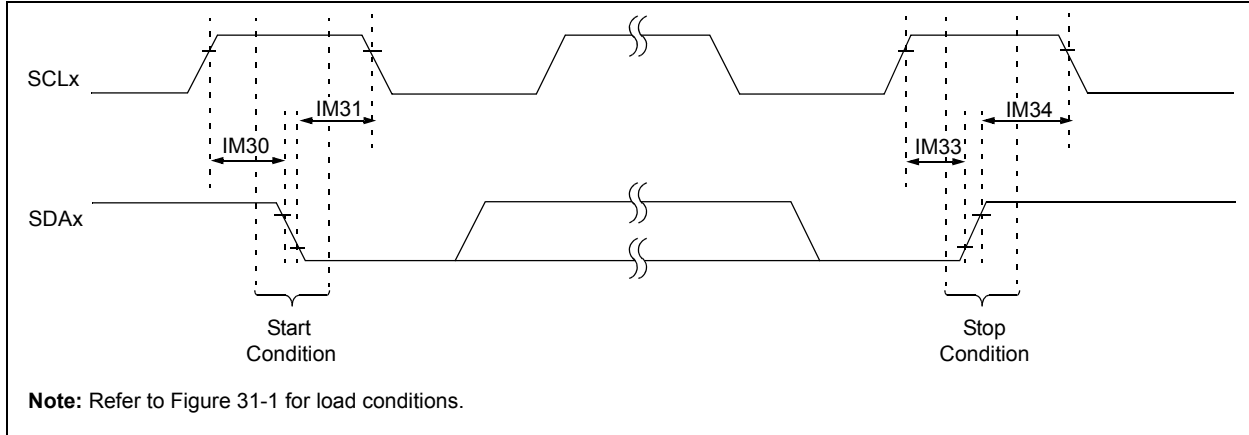 SCLx
IM31
IM34
IM30
IM33
SDAx
Start
Condition
Stop
Condition
Note: Refer to Figure 31-1 for load conditions.